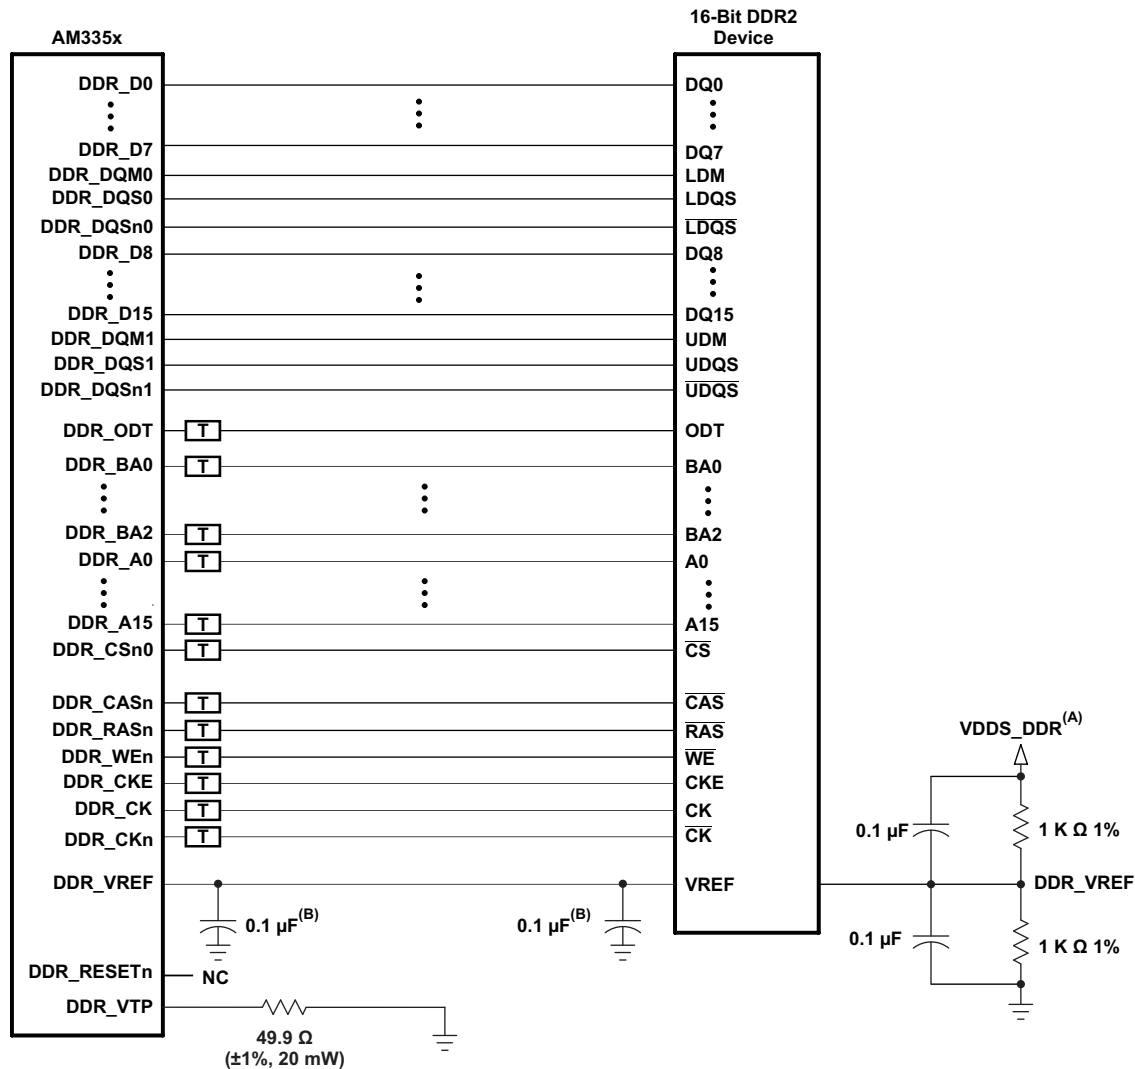 AM335x
16-Bit DDR2
Device
DDR_D0
DQ0
DDR_D7
DQ7
DDR_DQM0
LDM
DDR_DQS0
LDQS
DDR_DQSn0
LDQS
DDR_D8
DQ8
DDR_D15
DQ15
DDR_DQM1
UDM
DDR_DQS1
UDQS
DDR_DQSn1
UDQS
DDR_ODT
T
ODT
DDR_BA0
T
BA0
DDR_BA2
T
BA2
DDR_A0
T
A0
DDR_A15
T
A15
DDR_CSn0
T
CS
DDR_CASn
T
CAS
DDR_RASn
T
RAS
DDR_WEn
T
WE
DDR_CKE
T
CKE
DDR_CK
T
CK
DDR_CKn
T
CK
VDDS_DDR(A)
0.1 µF
1 K Ω 1%
DDR_VREF
VREF
DDR_VREF
0.1 µF(B)
0.1 µF(B)
0.1 µF
1 K Ω 1%
DDR_RESETn
NC
DDR_VTP
49.9 Ω
(±1%, 20 mW)